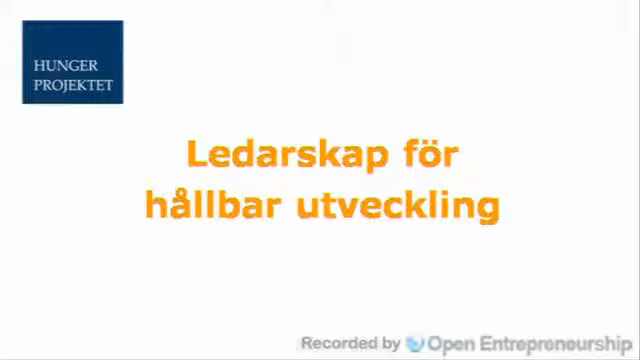 HUNGER
PROJEKTET
Ledarskap för
hållbar utveckling
Recorded by Open Entrepreneurship